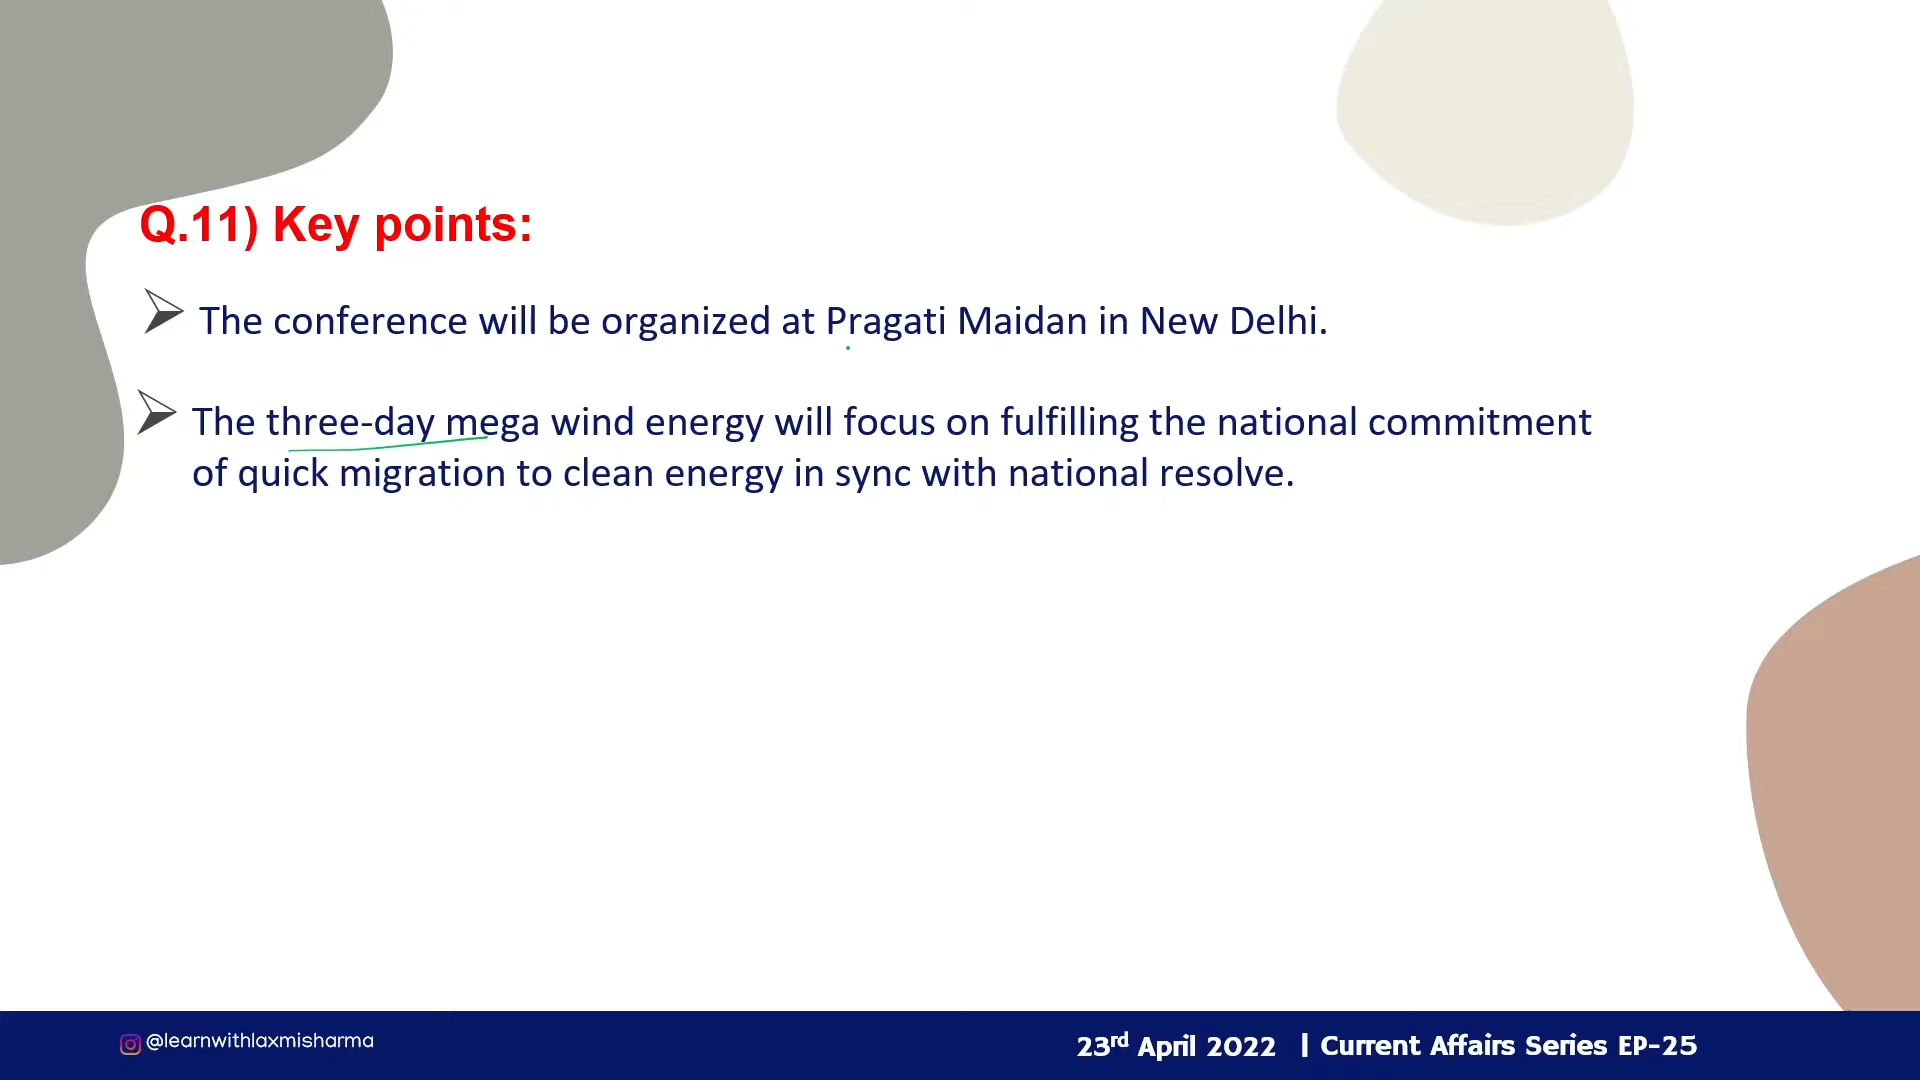 Q.11) Key points:
The conference will be organized at Pragati Maidan in New Delhi.
The three-day mega wind energy will focus on fulfilling the national commitment
of quick migration to clean energy in sync with national resolve.
@learnwithlaxmisharma
23rd April 2022 | Current Affairs Series EP-25